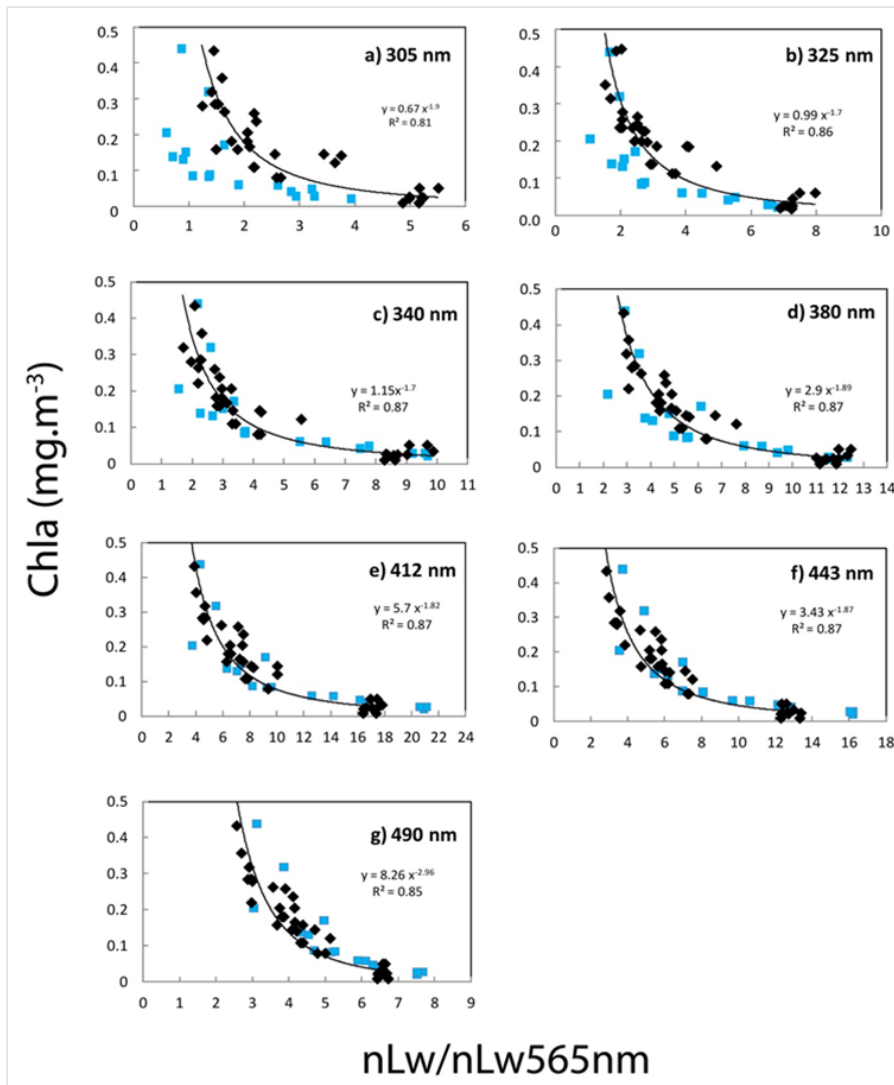 a) 305 nm
y = 0.67 x-1.9
R² = 0.81
0.5
0.4
0.3
0.2
0.1
0
0 1 2 3 4 5 6
b) 325 nm
y = 0.99 x-1.7
R² = 0.86
0.5
0.4
0.3
0.2
0.1
0.0
0 2 4 6 8 10
c) 340 nm
y = 1.15x-1.7
R² = 0.87
0.5
0.4
0.3
0.2
0.1
0
0 1 2 3 4 5 6 7 8 9 10 11
d) 380 nm
y = 2.9 x-1.89
R² = 0.87
0.5
0.4
0.3
0.2
0.1
0
0 1 2 3 4 5 6 7 8 9 10 11 12 13 14
Chla (mg.m-3)
e) 412 nm
y = 5.7 x-1.82
R² = 0.87
0.5
0.4
0.3
0.2
0.1
0
0 2 4 6 8 10 12 14 16 18 20 22 24
f) 443 nm
y = 3.43 x-1.87
R² = 0.87
0.5
0.4
0.3
0.2
0.1
0
0 2 4 6 8 10 12 14 16 18
g) 490 nm
y = 8.26 x-2.96
R² = 0.85
0.5
0.4
0.3
0.2
0.1
0
0 1 2 3 4 5 6 7 8 9
nLw/nLw565nm